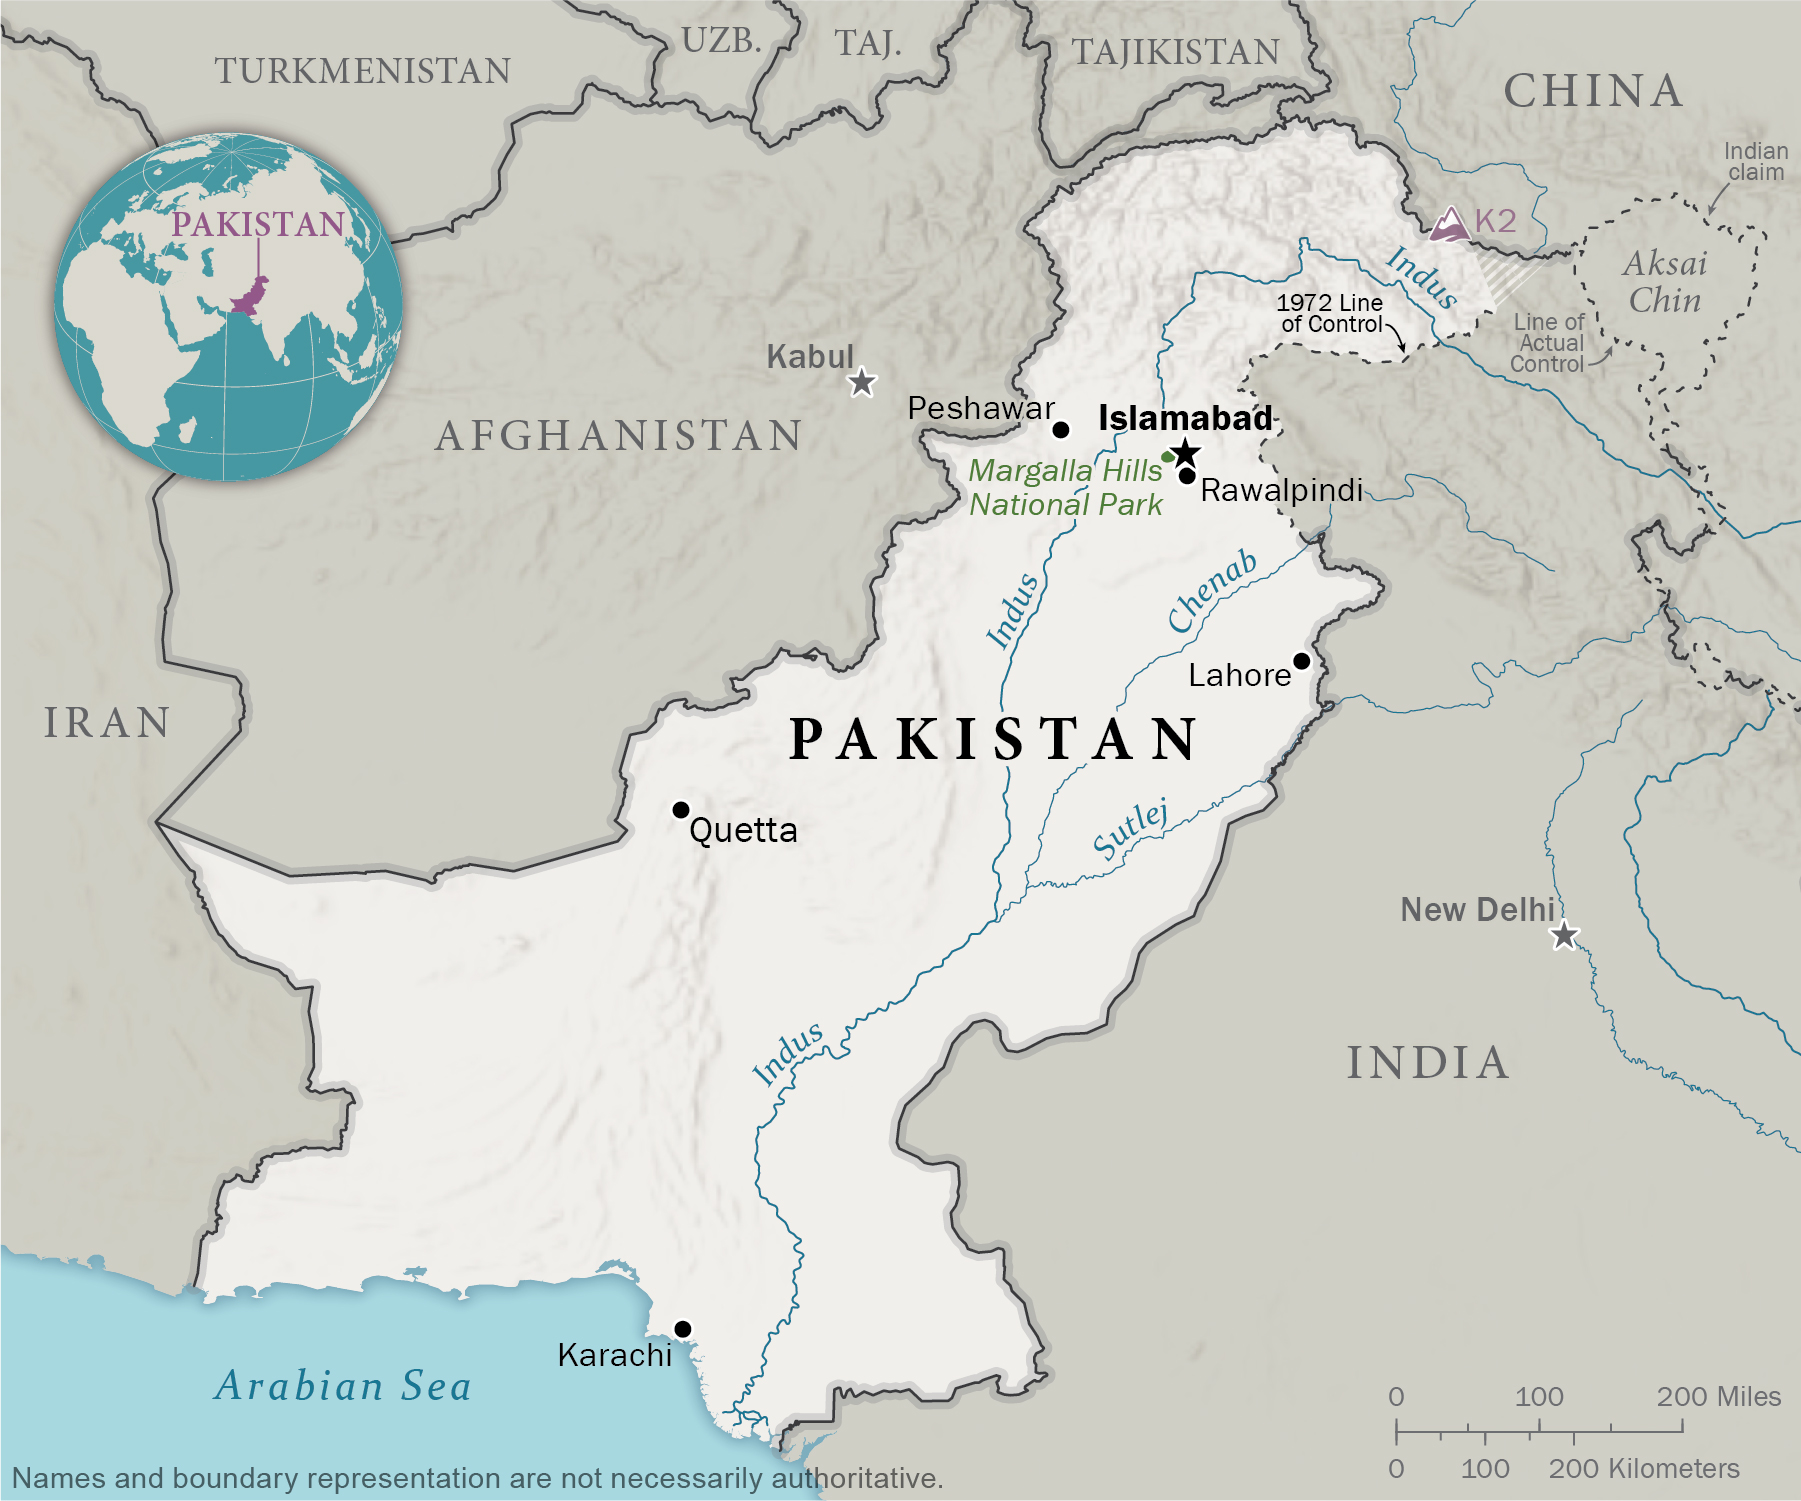 TURKMENISTAN
UZB.
TAJ.
TAJIKISTAN
CHINA
Indian
claim
PAKISTAN
K2
Aksai
Chin
Indus
1972 Line
of Control
Line of
Actual
Control
Kabul
AFGHANISTAN
Peshawar
Islamabad
Margalla Hills
National Park
Rawalpindi
Indus
Chenab
Lahore
IRAN
PAKISTAN
Quetta
Sutlej
New Delhi
Indus
INDIA
Karachi
Arabian Sea
0 100 200 Miles
0 100 200 Kilometers
Names and boundary representation are not necessarily authoritative.